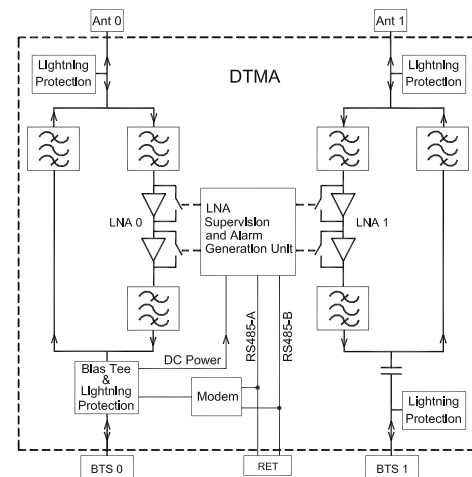 Ant 0
Ant 1
Lightning
Protection
Lightning
Protection
DTMA
LNA 0
LNA
Supervision
and Alarm
Generation Unit
LNA 1
DC Power
RS485-A
RS485-B
Bias Tee
&
Lightning
Protection
Modem
Lightning
Protection
BTS 0
RET
BTS 1